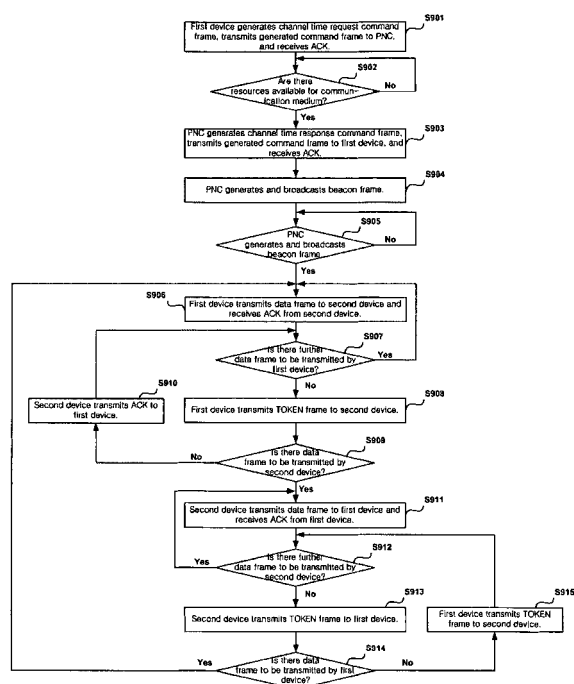 S901
First device generates channel time request command
frame, transmits generated command frame to PNC,
and receives ACK.
S902
Are there
resources available for commun-
ication medium?
No
Yes
S903
PNC generates channel time response command frame,
transmits generated command frame to first device, and
receives ACK.
S904
PNC generates and broadcasts beacon frame.
S905
PNC
generates and broadcasts
beacon frame
No
Yes
S906
First device transmits data frame to second device and
receives ACK from second device.
S907
Is there further
data frame to be transmitted by
first device?
Yes
No
S910
Second device transmits ACK to
first device.
S908
First device transmits TOKEN frame to second device.
S909
Is there data
frame to be transmitted by
second device?
No
Yes
S911
Second device transmits data frame to first device and
receives ACK from first device.
S912
Is there further
data frame to be transmitted by
second device?
Yes
No
S913
Second device transmits TOKEN frame to first device.
S915
First device transmits TOKEN
frame to second device.
S914
Is there data
frame to be transmitted by first
device?
Yes
No